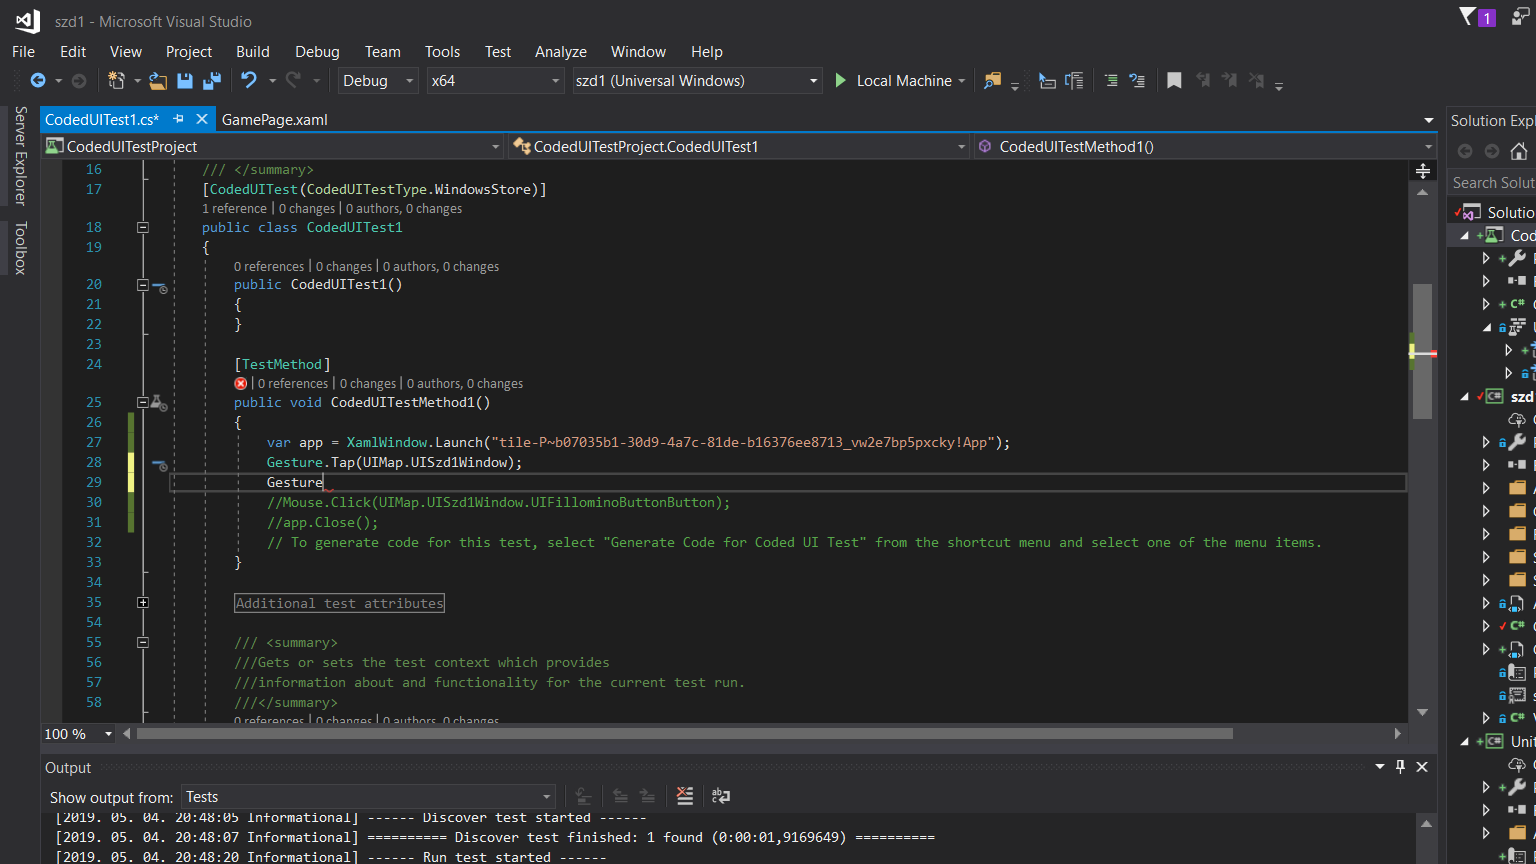 szd1 - Microsoft Visual Studio
1
File Edit View Project Build Debug Team Tools Test Analyze Window Help
Debug x64 szd1 (Universal Windows) Local Machine
Server Explorer
Toolbox
CodedUITest1.cs* GamePage.xaml
CodedUITestProject CodedUITestProject.CodedUITest1 CodedUITestMethod1()
16 /// </summary>
17 [CodedUITest(CodedUITestType.WindowsStore)]
1 reference | 0 changes | 0 authors, 0 changes
18 public class CodedUITest1
19 {
0 references | 0 changes | 0 authors, 0 changes
20 public CodedUITest1()
21 {
22 }
23
24 [TestMethod]
| 0 references | 0 changes | 0 authors, 0 changes
25 public void CodedUITestMethod1()
26 {
27 var app = XamlWindow.Launch("tile-P~b07035b1-30d9-4a7c-81de-b16376ee8713_vw2e7bp5pxcky!App");
28 Gesture.Tap(UIMap.UISzd1Window);
29 Gesture
30 //Mouse.Click(UIMap.UISzd1Window.UIFillominoButtonButton);
31 //app.Close();
32 // To generate code for this test, select "Generate Code for Coded UI Test" from the shortcut menu and select one of the menu items.
33 }
34
35 Additional test attributes
54
55 /// <summary>
56 ///Gets or sets the test context which provides
57 ///information about and functionality for the current test run.
58 ///</summary>
0 references | 0 changes | 0 authors, 0 changes
100 %
Output
Show output from: Tests
[2019. 05. 04. 20:48:05 Informational] ------ Discover test started ------
[2019. 05. 04. 20:48:07 Informational] ========== Discover test finished: 1 found (0:00:01,9169649) ==========
[2019. 05. 04. 20:48:20 Informational] ------ Run test started ------
Solution Expl
Search Solut
Solutio
Cod
szd
Unit